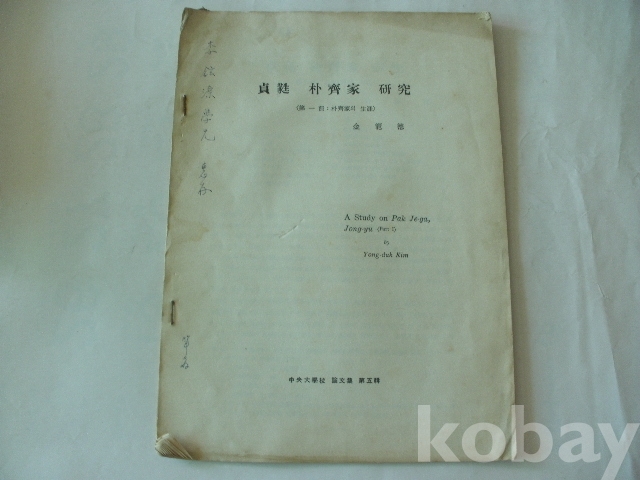 貞蕤 朴齊家 研究
(第一部 : 朴齊家의 生涯)
金 龍 德
A Study on Pak Je-ga,
Jong-yu (Part I)
by
Yong-duk Kim
中央大學校 論文集 第五輯
kobay